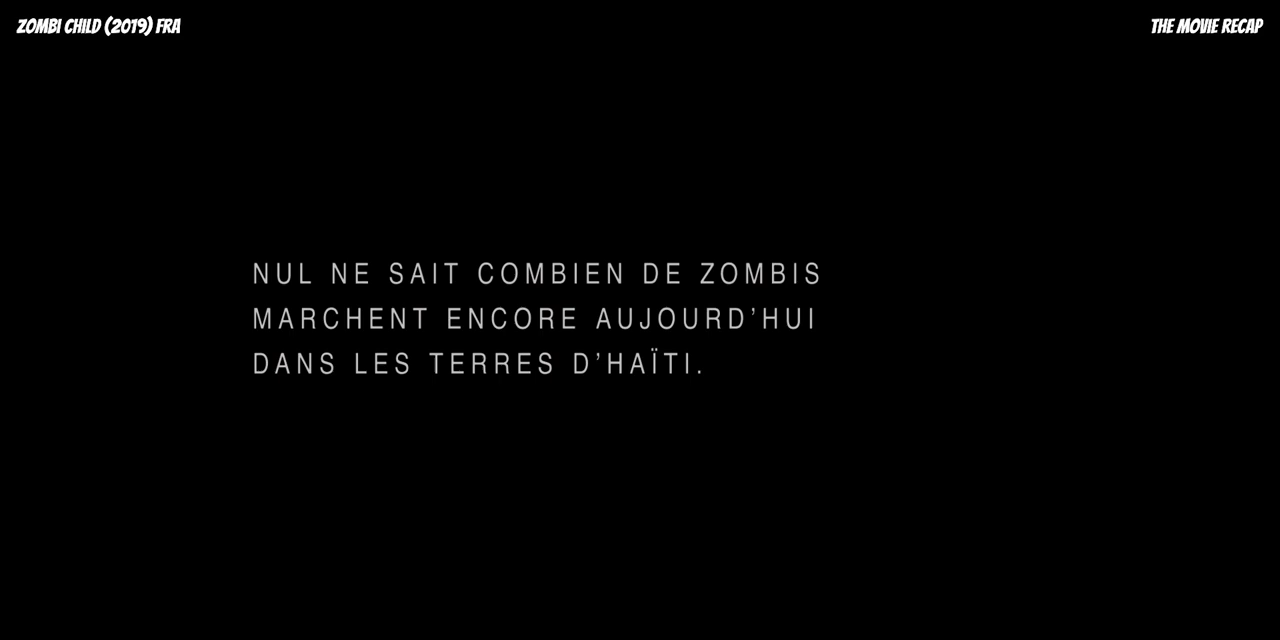 ZOMBI CHILD (2019) FRA
THE MOVIE RECAP
NUL NE SAIT COMBIEN DE ZOMBIS
MARCHENT ENCORE AUJOURD’HUI
DANS LES TERRES D’HAÏTI.